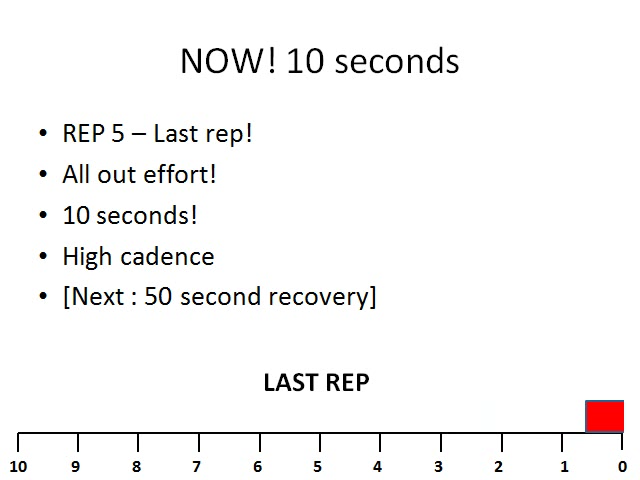 NOW! 10 seconds
• REP 5 – Last rep!
• All out effort!
• 10 seconds!
• High cadence
• [Next : 50 second recovery]
LAST REP
10 9 8 7 6 5 4 3 2 1 0